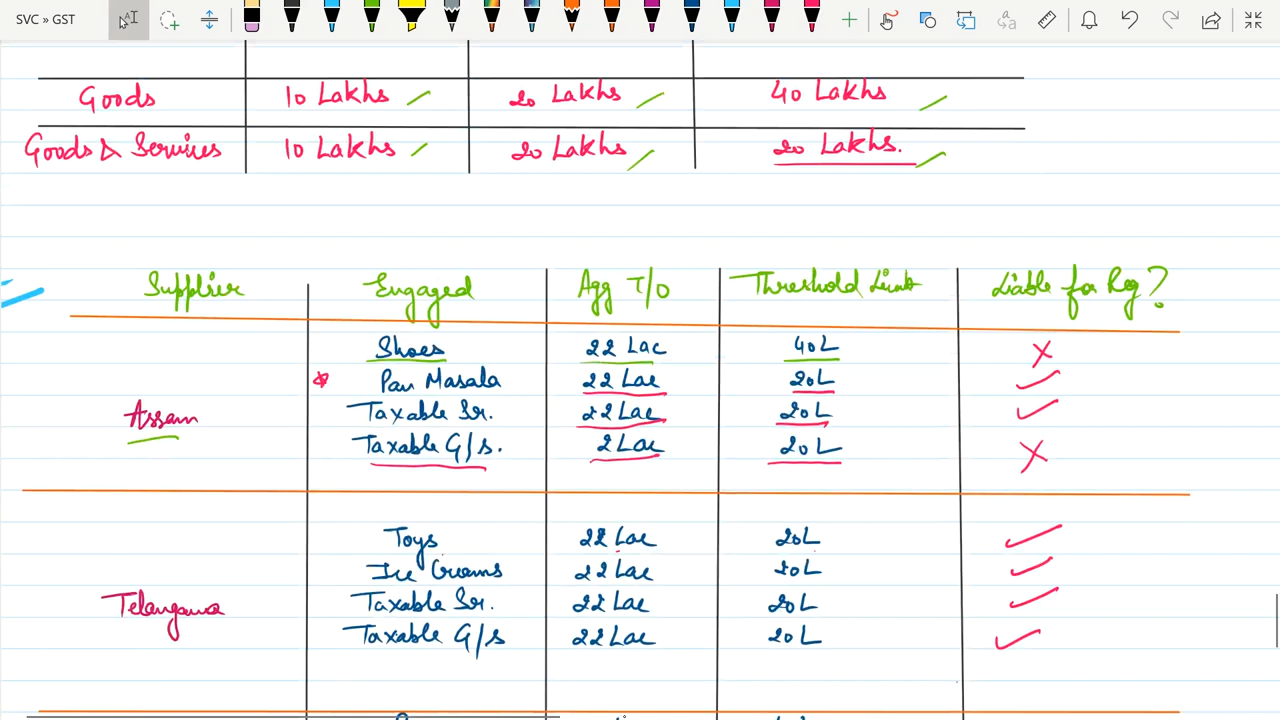 SVC » GST
Goods 10 Lakhs 20 Lakhs 40 Lakhs
Goods & Services 10 Lakhs 20 Lakhs 20 Lakhs.
Supplier Engaged Agg T/O Threshold Limit Liable for Reg?
Shoes 22 Lac 40L
Pan Masala 22 Lac 20L
Assam Taxable Sr. 22 Lac 20L
Taxable G/s. 2 Lac 20L
Toys 22 Lac 20L
Ice Creams 22 Lac 20L
Telangana Taxable Sr. 22 Lac 20L
Taxable G/s 22 Lac 20L